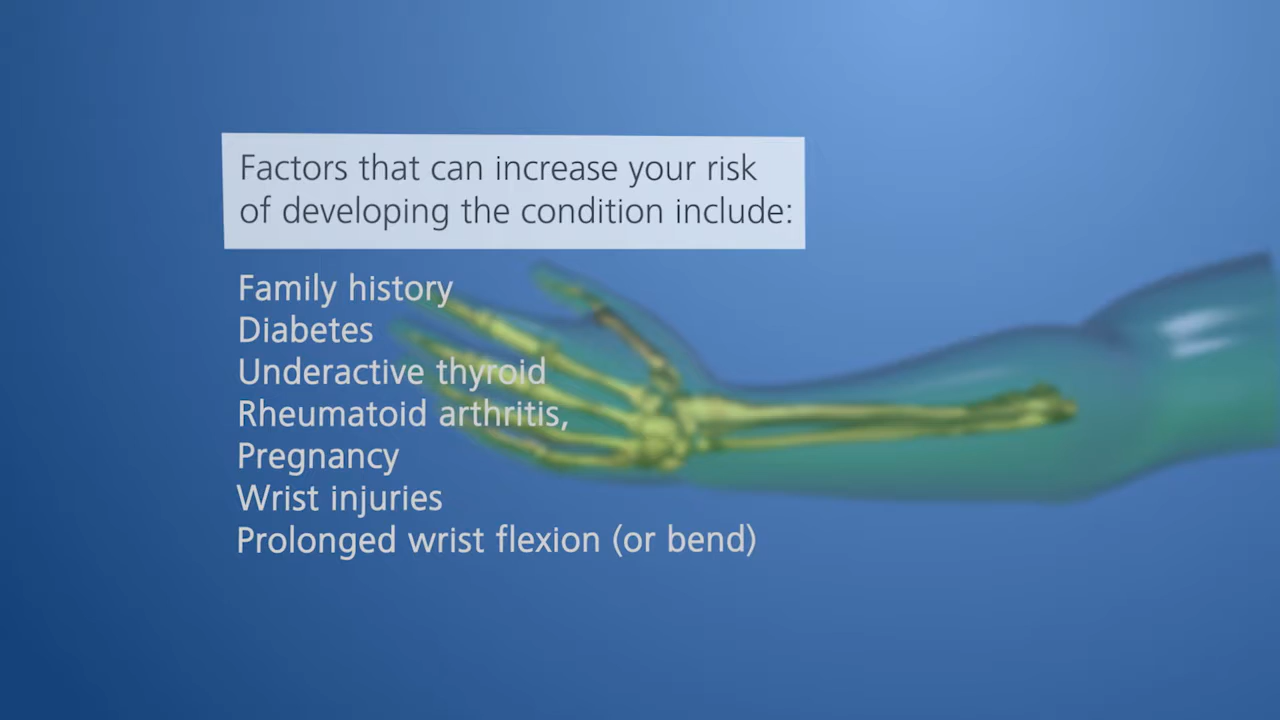 Factors that can increase your risk
of developing the condition include:
Family history
Diabetes
Underactive thyroid
Rheumatoid arthritis,
Pregnancy
Wrist injuries
Prolonged wrist flexion (or bend)